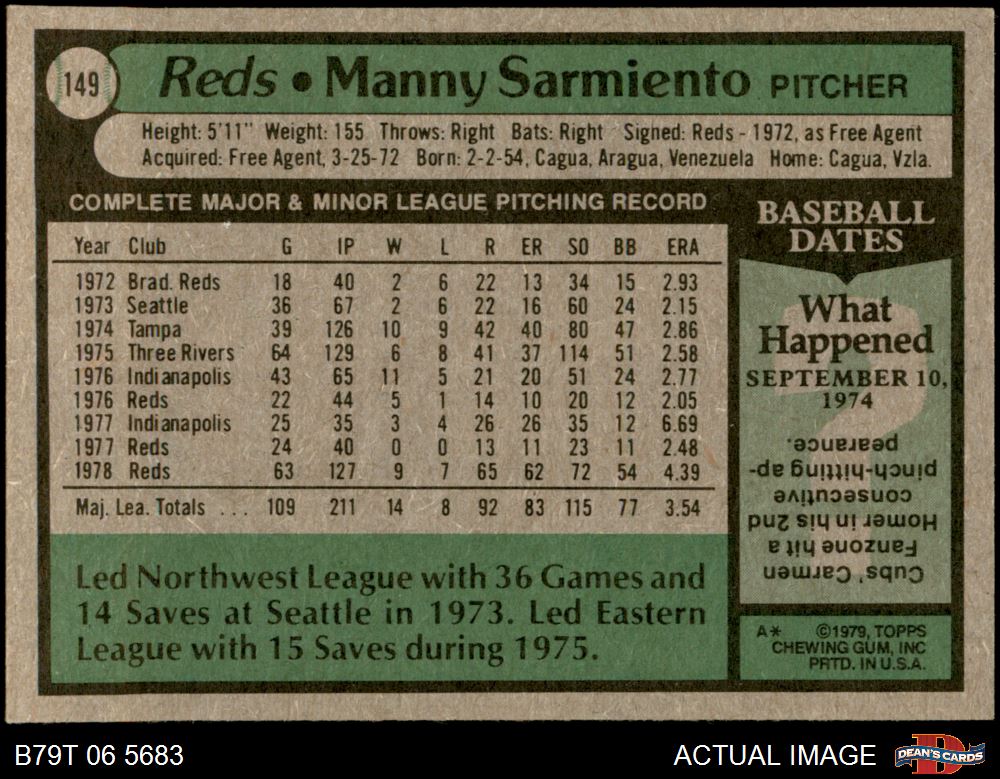 149
Reds • Manny Sarmiento PITCHER
Height: 5'11" Weight: 155 Throws: Right Bats: Right Signed: Reds - 1972, as Free Agent
Acquired: Free Agent, 3-25-72 Born: 2-2-54, Cagua, Aragua, Venezuela Home: Cagua, Vzla.
COMPLETE MAJOR & MINOR LEAGUE PITCHING RECORD
Year Club G IP W L R ER SO BB ERA
1972 Brad. Reds 18 40 2 6 22 13 34 15 2.93
1973 Seattle 36 67 2 6 22 16 60 24 2.15
1974 Tampa 39 126 10 9 42 40 80 47 2.86
1975 Three Rivers 64 129 6 8 41 37 114 51 2.58
1976 Indianapolis 43 65 11 5 21 20 51 24 2.77
1976 Reds 22 44 5 1 14 10 20 12 2.05
1977 Indianapolis 25 35 3 4 26 26 35 12 6.69
1977 Reds 24 40 0 0 13 11 23 11 2.48
1978 Reds 63 127 9 7 65 62 72 54 4.39
Maj. Lea. Totals ... 109 211 14 8 92 83 115 77 3.54
Led Northwest League with 36 Games and
14 Saves at Seattle in 1973. Led Eastern
League with 15 Saves during 1975.
BASEBALL
DATES
What
Happened
SEPTEMBER 10,
1974
Cubs' Carmen
Fanzone hit a
Homer in his 2nd
consecutive
pinch-hitting ap-
pearance.
A* ©1979, TOPPS
CHEWING GUM, INC
PRTD. IN U.S.A.
B79T 06 5683
ACTUAL IMAGE
D
DEAN'S CARDS